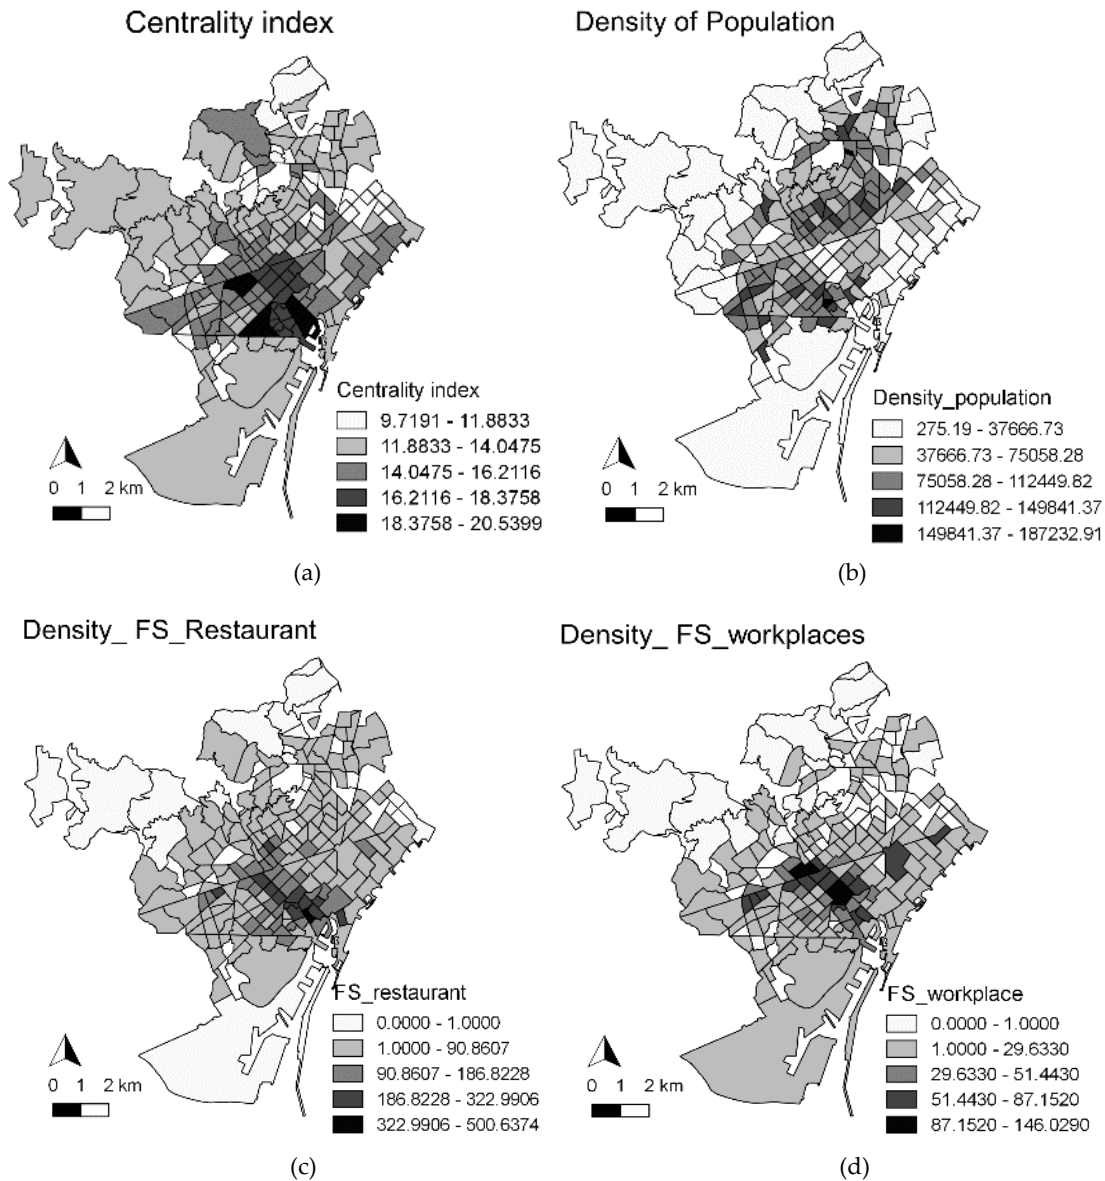 Centrality index
Density of Population
Centrality index
9.7191 - 11.8833
11.8833 - 14.0475
14.0475 - 16.2116
16.2116 - 18.3758
18.3758 - 20.5399
0 1 2 km
Density_population
275.19 - 37666.73
37666.73 - 75058.28
75058.28 - 112449.82
112449.82 - 149841.37
149841.37 - 187232.91
0 1 2 km
(a)
(b)
Density_ FS_Restaurant
Density_ FS_workplaces
FS_restaurant
0.0000 - 1.0000
1.0000 - 90.8607
90.8607 - 186.8228
186.8228 - 322.9906
322.9906 - 500.6374
0 1 2 km
FS_workplace
0.0000 - 1.0000
1.0000 - 29.6330
29.6330 - 51.4430
51.4430 - 87.1520
87.1520 - 146.0290
0 1 2 km
(c)
(d)